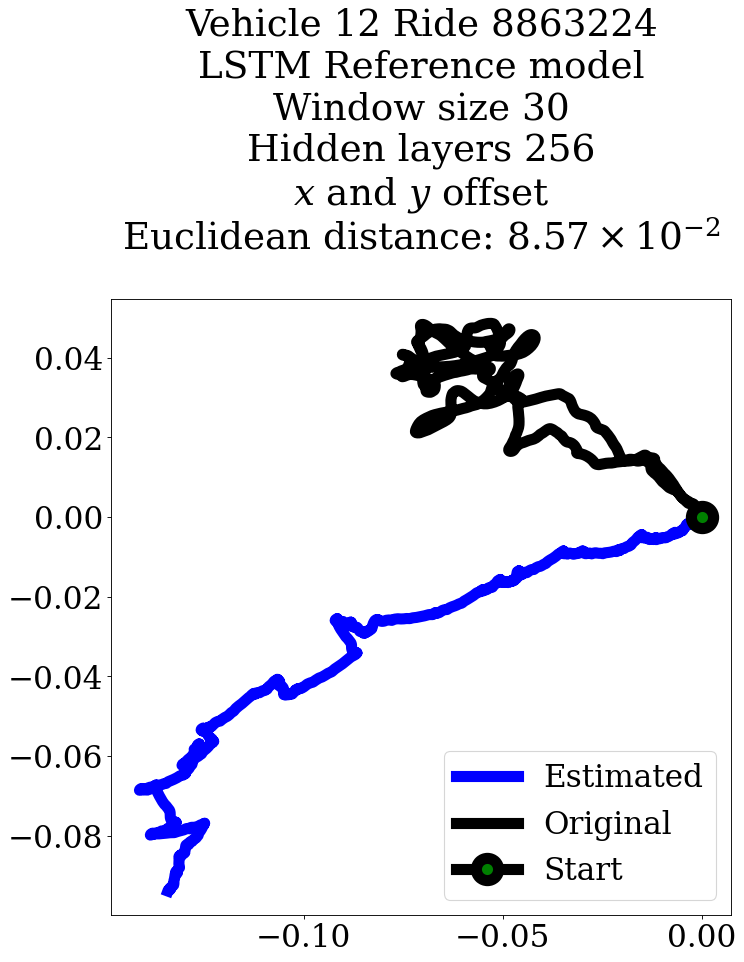 Vehicle 12 Ride 8863224
LSTM Reference model
Window size 30
Hidden layers 256
x and y offset
Euclidean distance: 8.57 × 10⁻²
0.04
0.02
0.00
−0.02
−0.04
−0.06
−0.08
−0.10
−0.05
0.00
Estimated
Original
Start